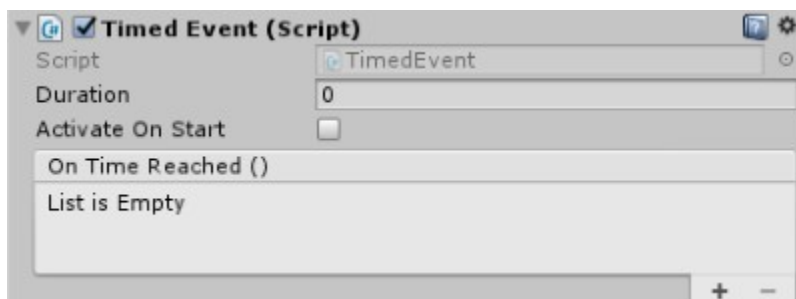 Timed Event (Script)
Script TimedEvent
Duration 0
Activate On Start
On Time Reached ()
List is Empty
+ −